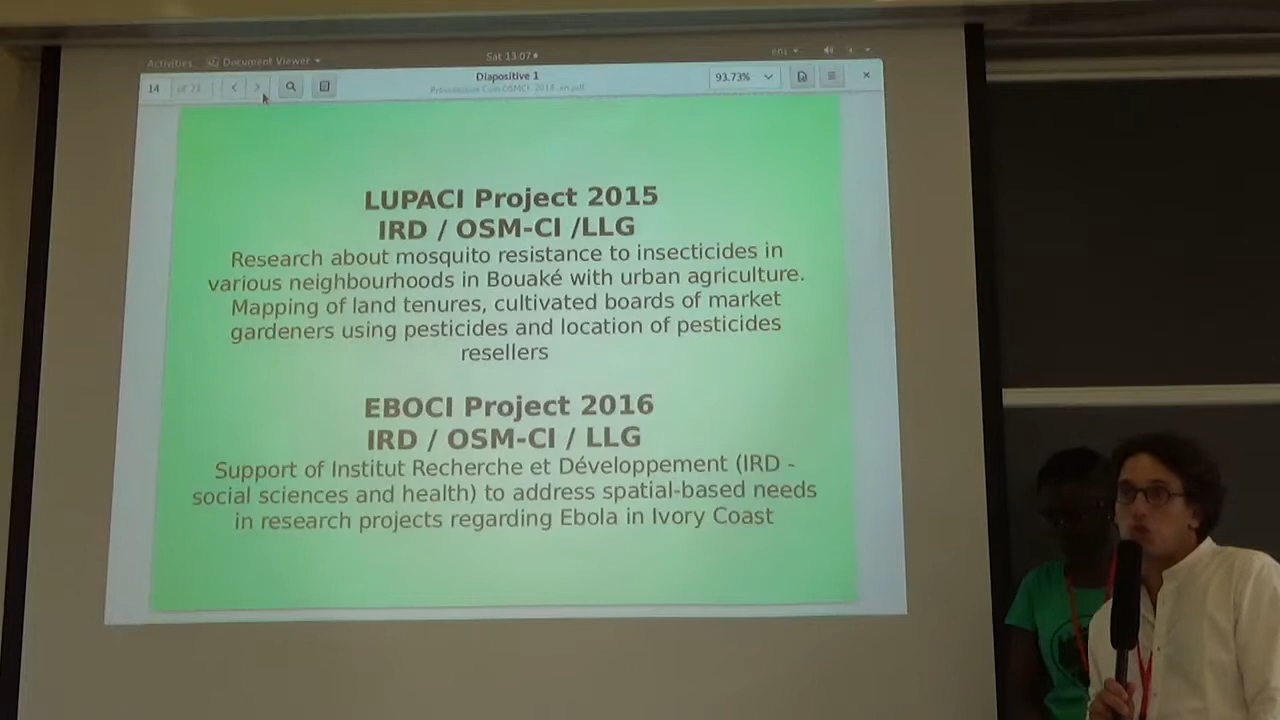 Activities Document Viewer Sat 13:07 en1
14 of 23 Diapositive 1 93.73%
LUPACI Project 2015
IRD / OSM-CI /LLG
Research about mosquito resistance to insecticides in
various neighbourhoods in Bouaké with urban agriculture.
Mapping of land tenures, cultivated boards of market
gardeners using pesticides and location of pesticides
resellers
EBOCI Project 2016
IRD / OSM-CI / LLG
Support of Institut Recherche et Développement (IRD -
social sciences and health) to address spatial-based needs
in research projects regarding Ebola in Ivory Coast